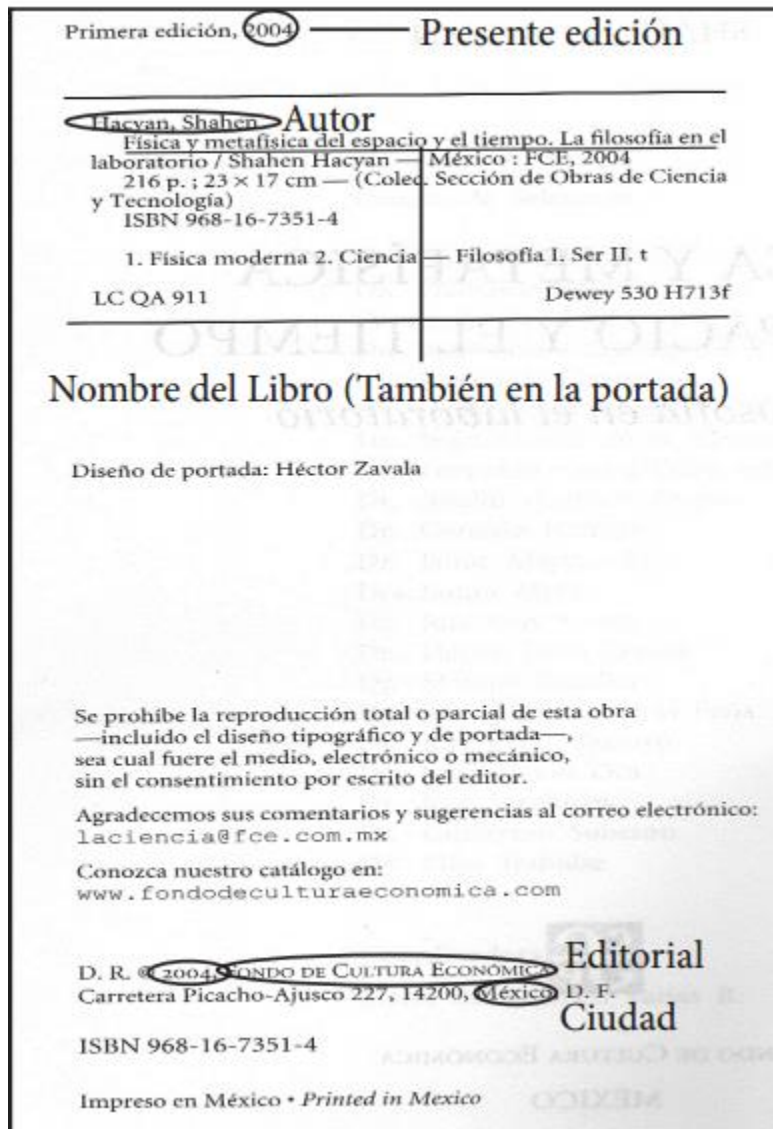 Primera edición, 2004 Presente edición
Hacyan, Shahen Autor
Física y metafísica del espacio y el tiempo. La filosofía en el
laboratorio / Shahen Hacyan — México : FCE, 2004
216 p. ; 23 × 17 cm — (Colec. Sección de Obras de Ciencia
y Tecnología)
ISBN 968-16-7351-4
1. Física moderna 2. Ciencia — Filosofía I. Ser II. t
LC QA 911 Dewey 530 H713f
Nombre del Libro (También en la portada)
Diseño de portada: Héctor Zavala
Se prohíbe la reproducción total o parcial de esta obra
—incluido el diseño tipográfico y de portada—,
sea cual fuere el medio, electrónico o mecánico,
sin el consentimiento por escrito del editor.
Agradecemos sus comentarios y sugerencias al correo electrónico:
laciencia@fce.com.mx
Conozca nuestro catálogo en:
www.fondodeculturaeconomica.com
D. R. © 2004, FONDO DE CULTURA ECONÓMICA Editorial
Carretera Picacho-Ajusco 227, 14200, México, D. F.
Ciudad
ISBN 968-16-7351-4
Impreso en México • Printed in Mexico